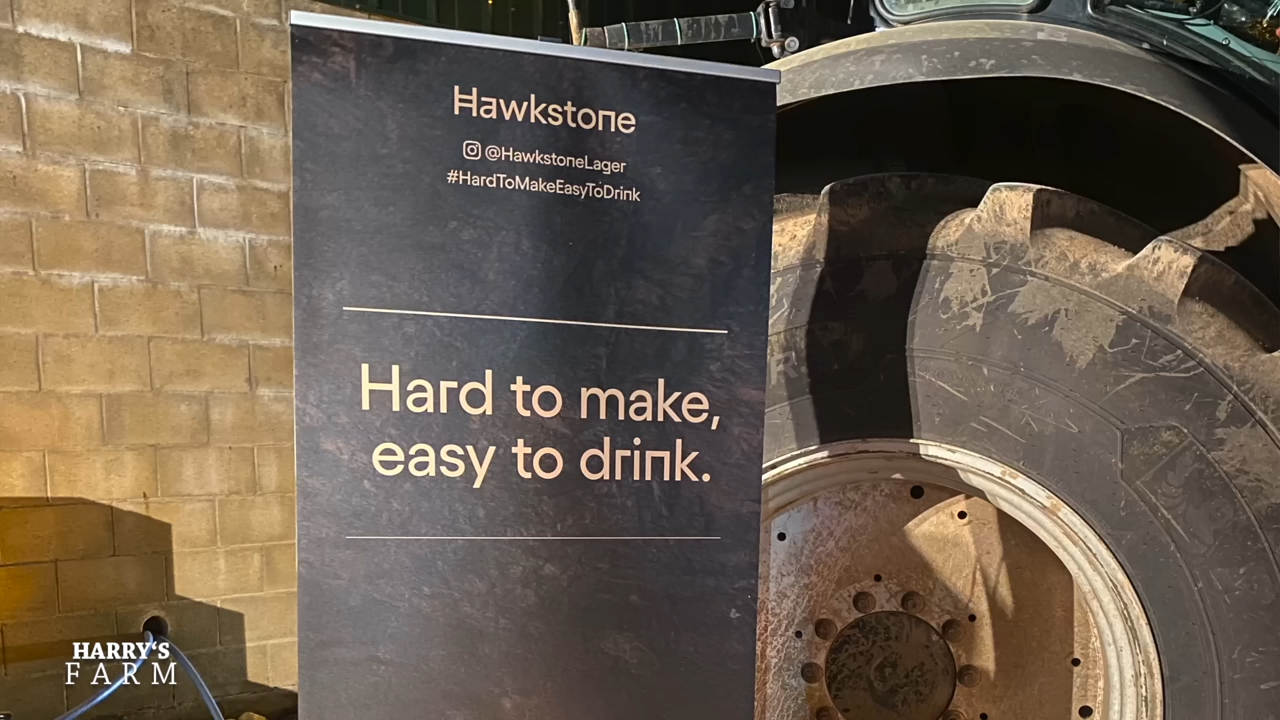 Hawkstone
@HawkstoneLager
#HardToMakeEasyToDrink
Hard to make,
easy to drink.
HARRY'S
FARM